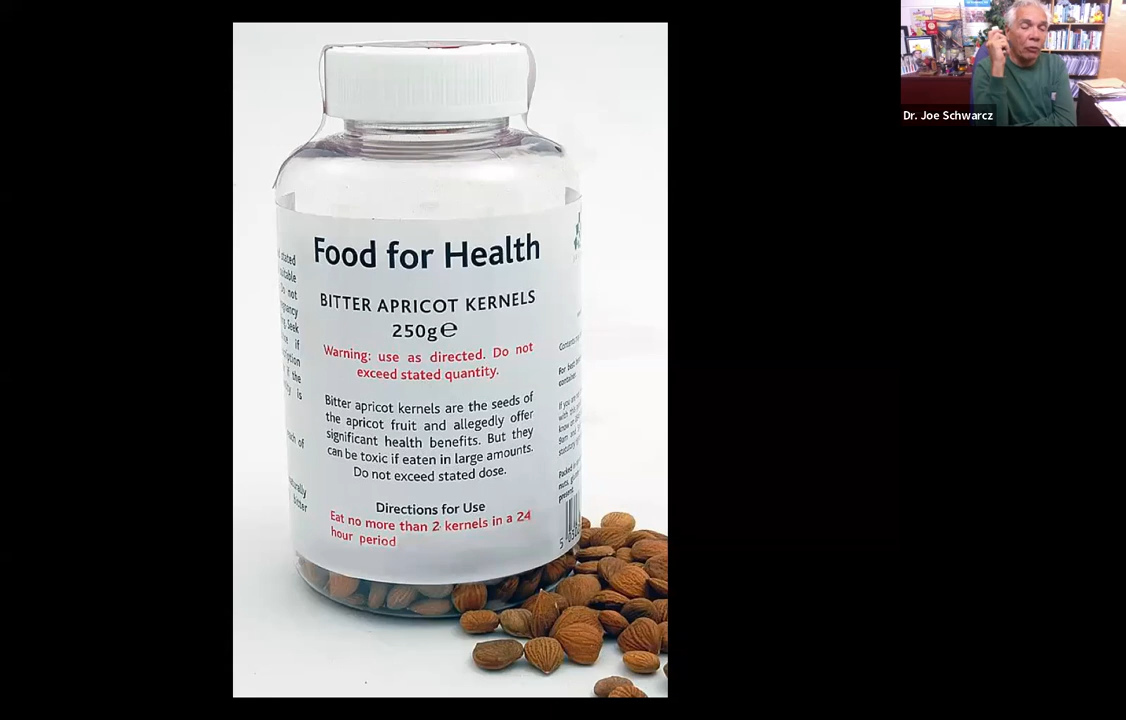 Food for Health
BITTER APRICOT KERNELS
250g℮
Warning: use as directed. Do not
exceed stated quantity.
Bitter apricot kernels are the seeds of
the apricot fruit and allegedly offer
significant health benefits. But they
can be toxic if eaten in large amounts.
Do not exceed stated dose.
Directions for Use
Eat no more than 2 kernels in a 24
hour period
Dr. Joe Schwarcz